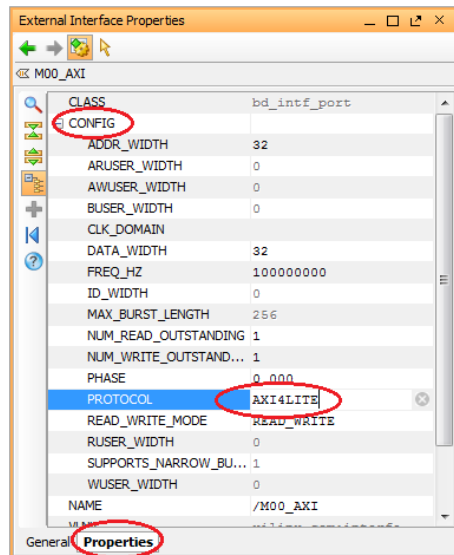 External Interface Properties
M00_AXI
CLASS bd_intf_port
CONFIG
ADDR_WIDTH 32
ARUSER_WIDTH 0
AWUSER_WIDTH 0
BUSER_WIDTH 0
CLK_DOMAIN
DATA_WIDTH 32
FREQ_HZ 100000000
ID_WIDTH 0
MAX_BURST_LENGTH 256
NUM_READ_OUTSTANDING 1
NUM_WRITE_OUTSTAND... 1
PHASE 0.000
PROTOCOL AXI4LITE
READ_WRITE_MODE READ_WRITE
RUSER_WIDTH 0
SUPPORTS_NARROW_BU... 1
WUSER_WIDTH 0
NAME /M00_AXI
General Properties